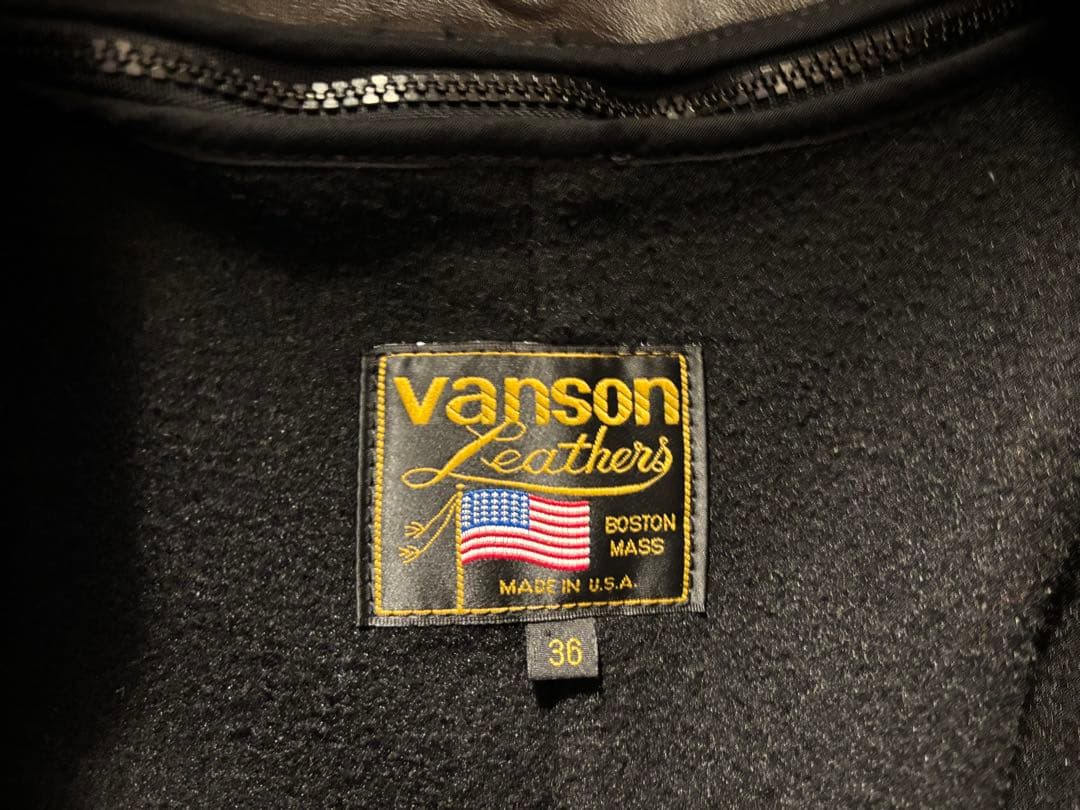 vanson
Leathers
BOSTON
MASS
MADE IN U.S.A.
36